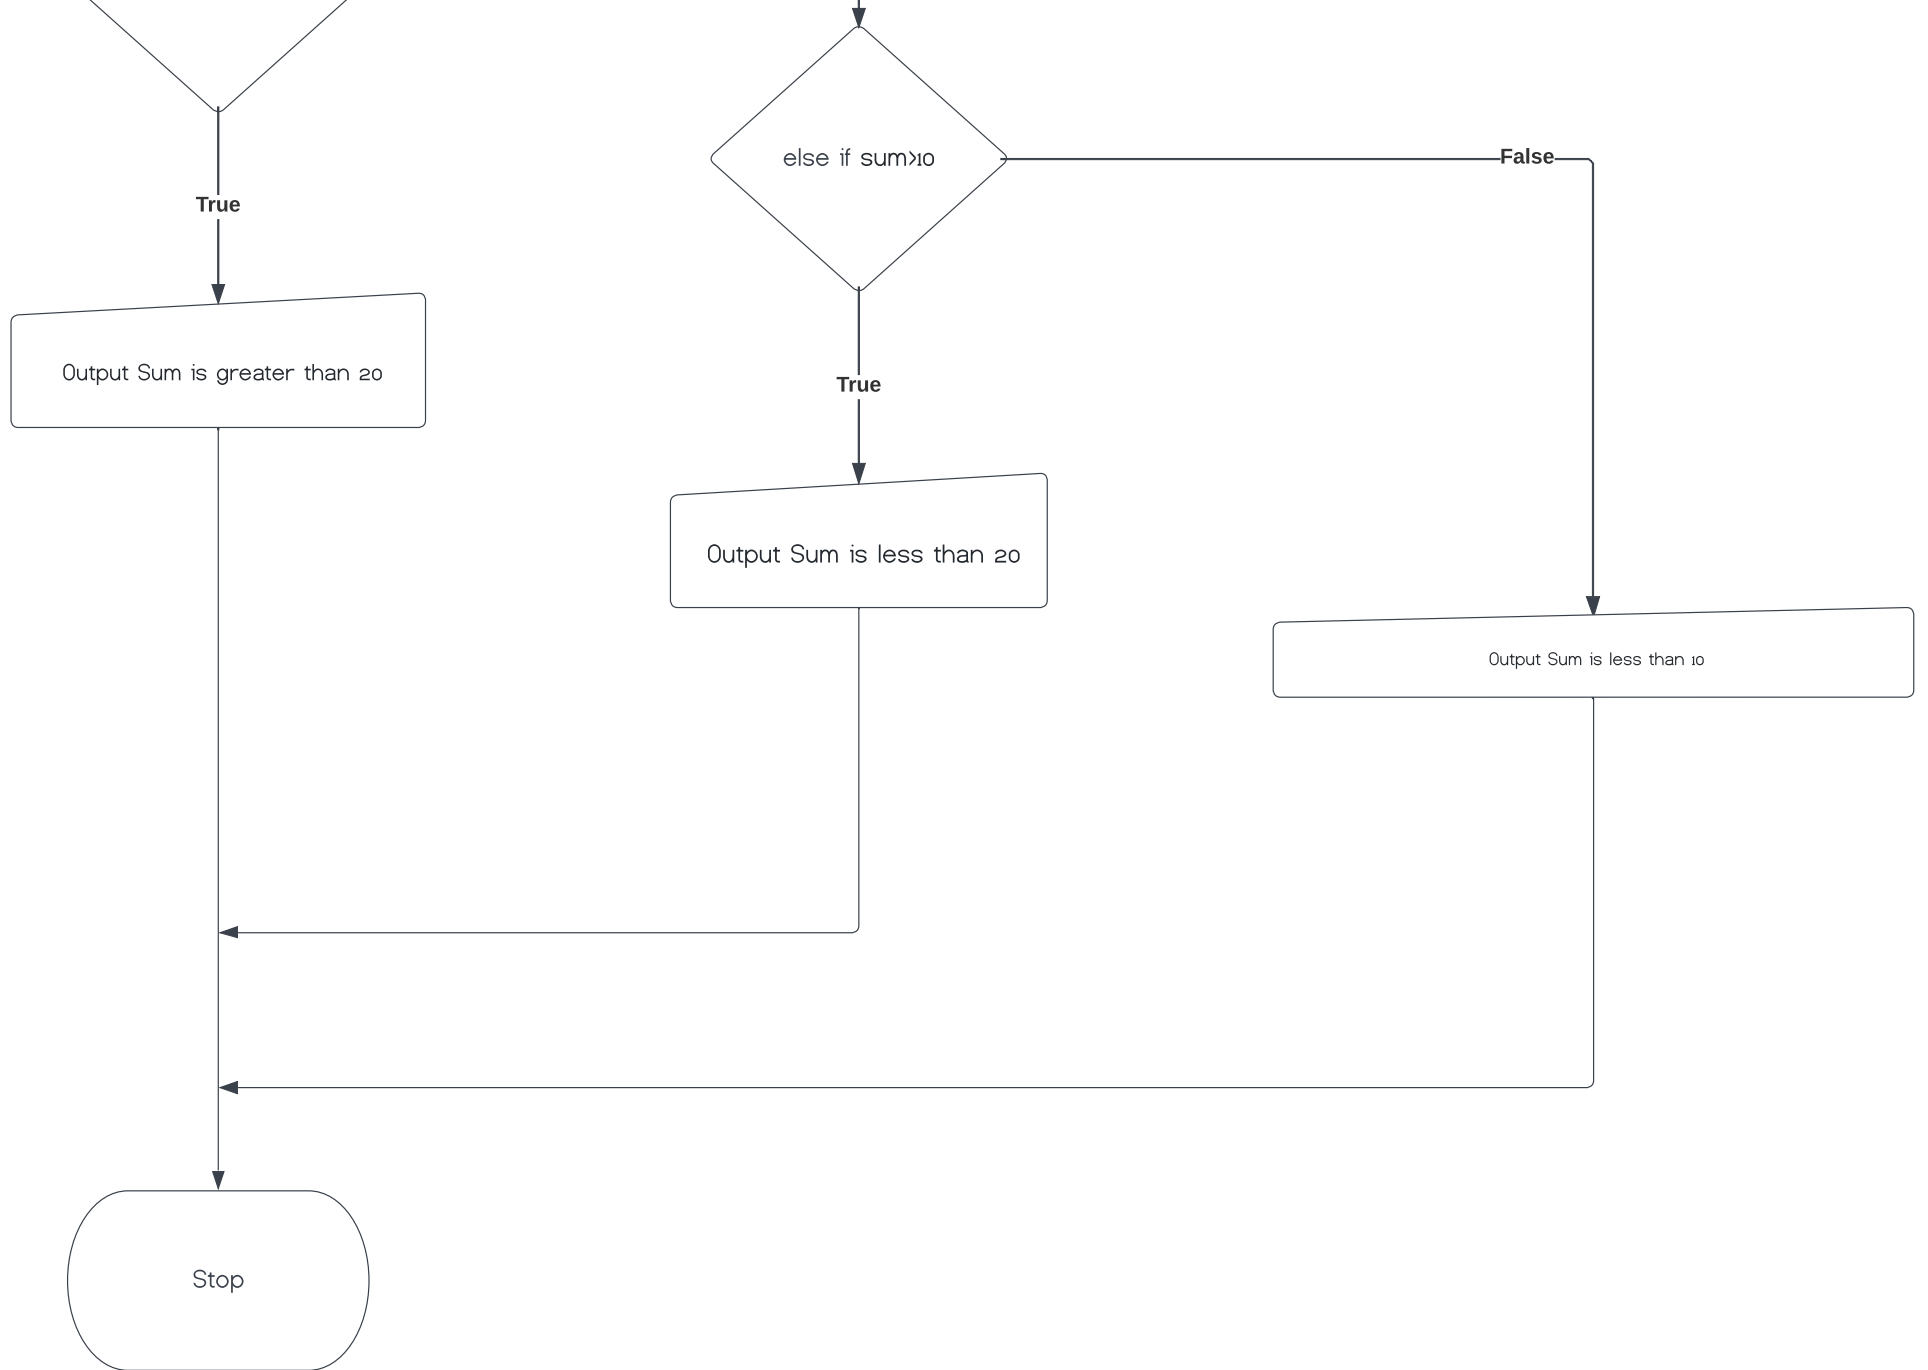 else if sum>10
False
True
Output Sum is greater than 20
True
Output Sum is less than 20
Output Sum is less than 10
Stop